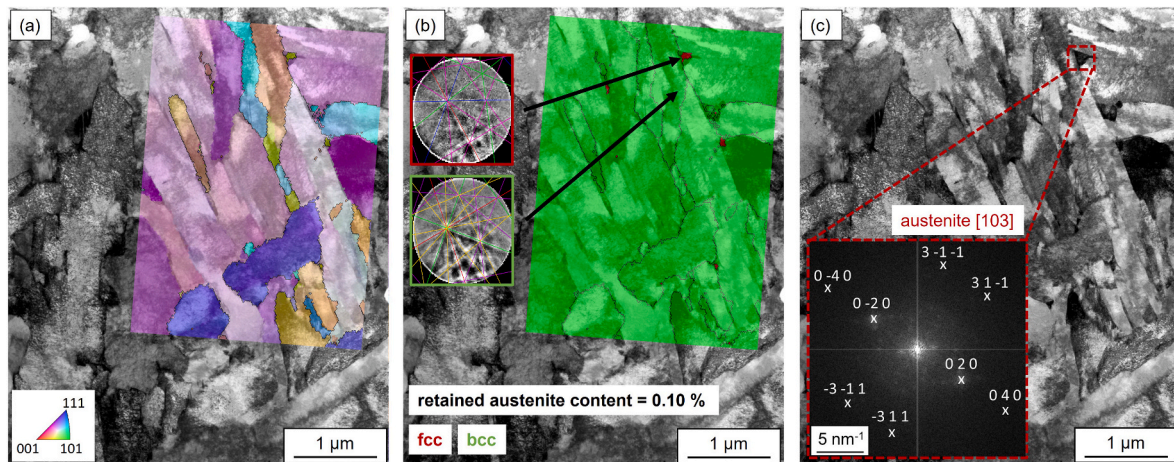 (a)
111
001
101
1 µm
(b)
retained austenite content = 0.10 %
fcc
bcc
1 µm
(c)
austenite [103]
3 -1 -1
0 -4 0
3 1 -1
0 -2 0
0 2 0
-3 -1 1
0 4 0
-3 1 1
5 nm-1
1 µm